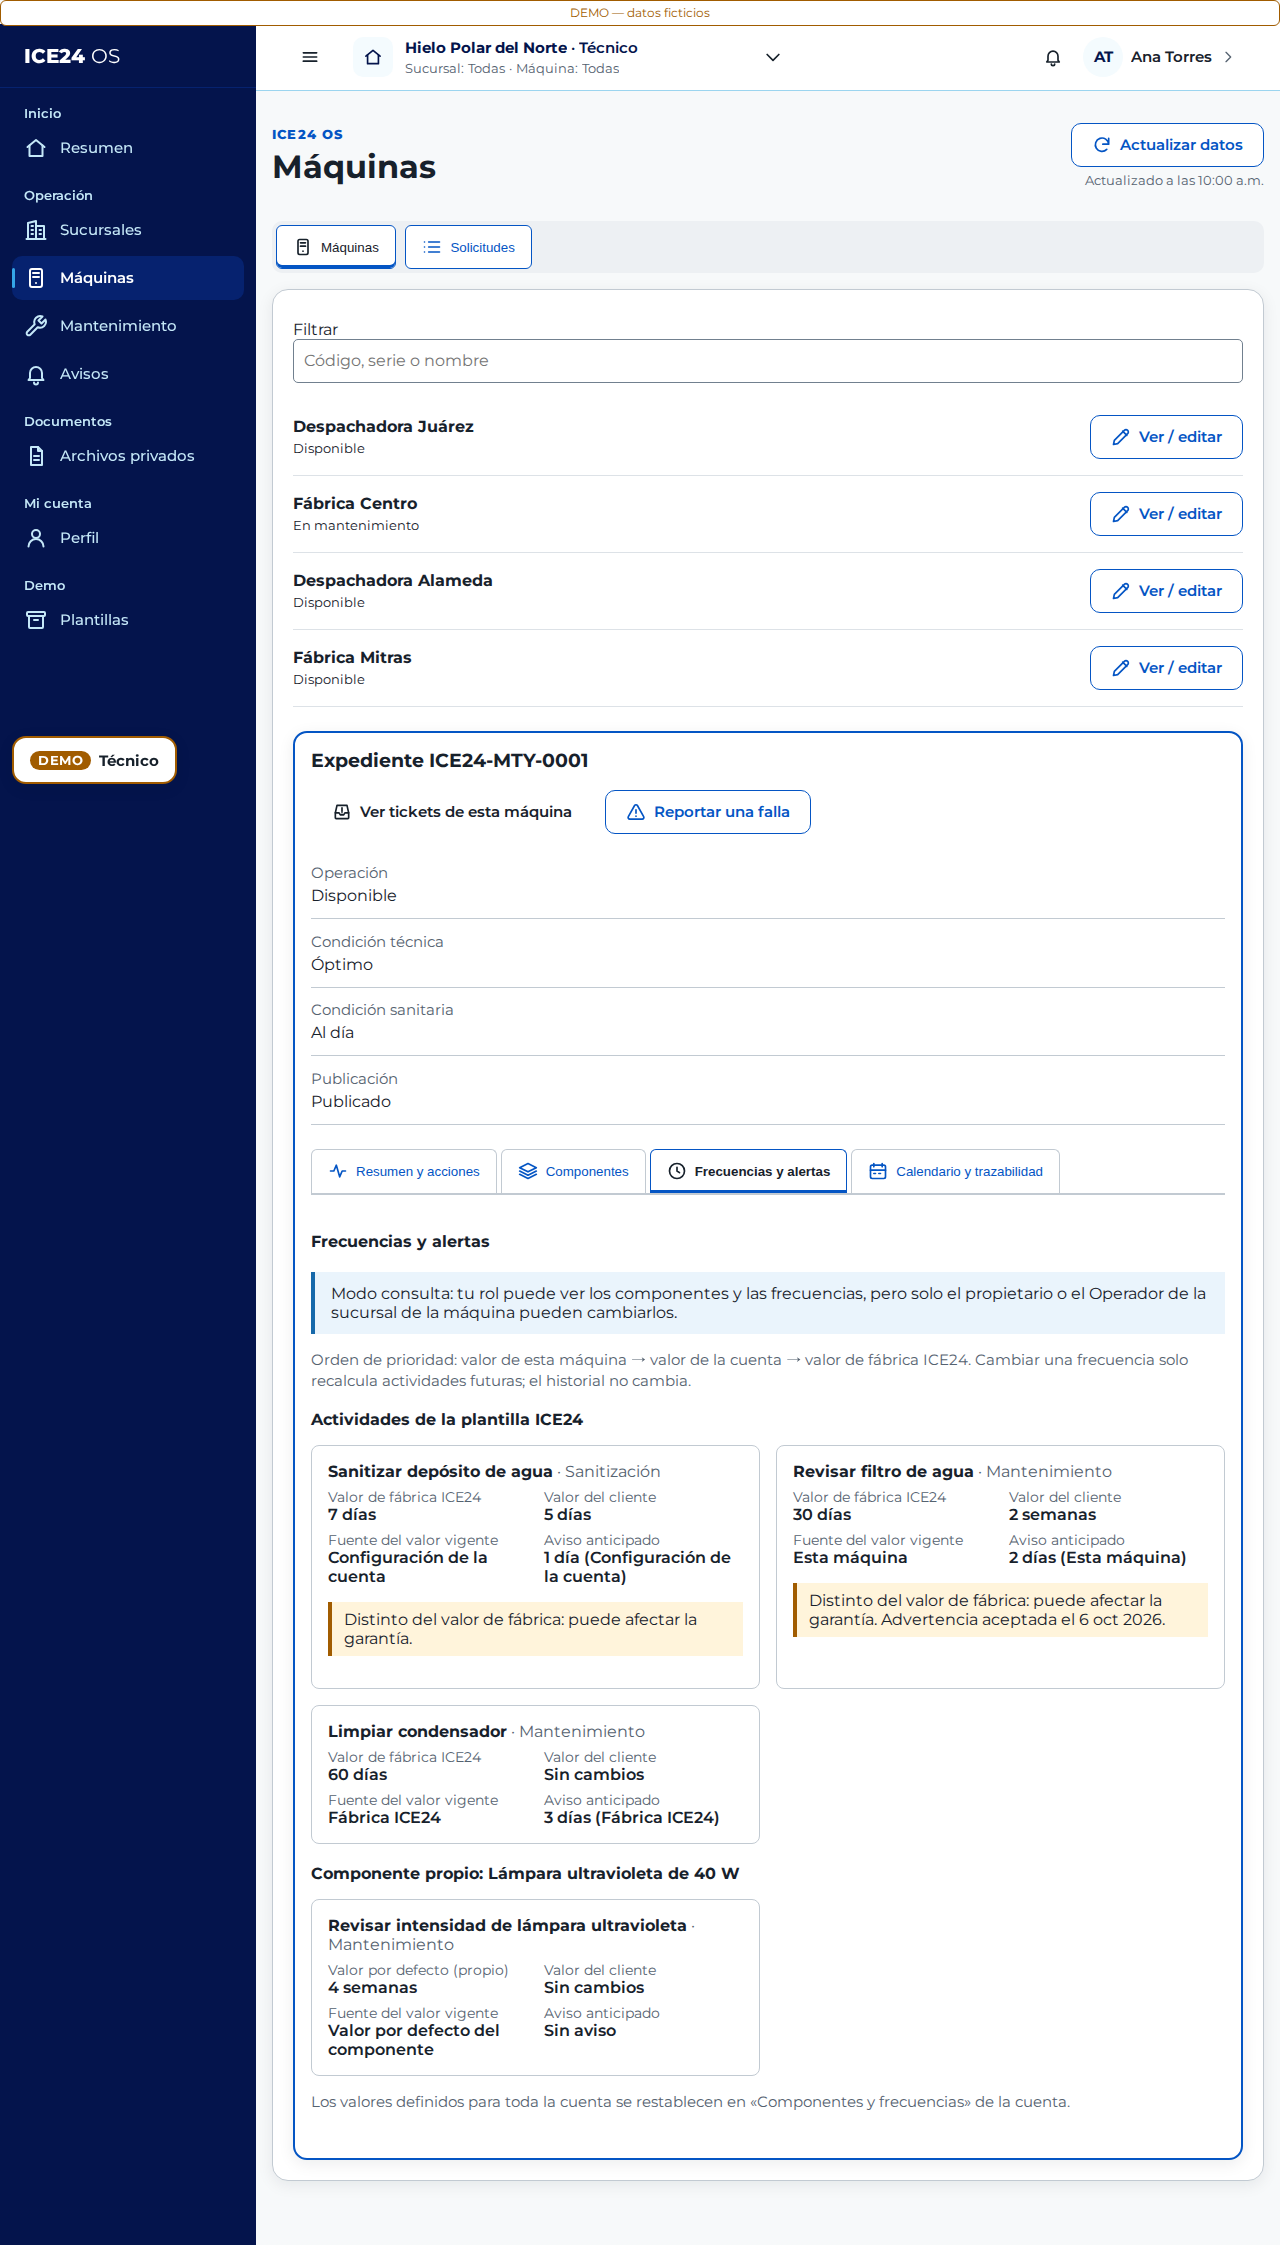 DEMO — datos ficticios
ICE24 OS
Inicio
Resumen
Operación
Sucursales
Máquinas
Mantenimiento
Avisos
Documentos
Archivos privados
Mi cuenta
Perfil
Demo
Plantillas
DEMO Técnico
Hielo Polar del Norte · Técnico
Sucursal: Todas · Máquina: Todas
AT Ana Torres
ICE24 OS
Máquinas
Actualizar datos
Actualizado a las 10:00 a.m.
Máquinas
Solicitudes
Filtrar
Código, serie o nombre
Despachadora Juárez
Disponible
Ver / editar
Fábrica Centro
En mantenimiento
Ver / editar
Despachadora Alameda
Disponible
Ver / editar
Fábrica Mitras
Disponible
Ver / editar
Expediente ICE24-MTY-0001
Ver tickets de esta máquina
Reportar una falla
Operación
Disponible
Condición técnica
Óptimo
Condición sanitaria
Al día
Publicación
Publicado
Resumen y acciones
Componentes
Frecuencias y alertas
Calendario y trazabilidad
Frecuencias y alertas
Modo consulta: tu rol puede ver los componentes y las frecuencias, pero solo el propietario o el Operador de la
sucursal de la máquina pueden cambiarlos.
Orden de prioridad: valor de esta máquina → valor de la cuenta → valor de fábrica ICE24. Cambiar una frecuencia solo
recalcula actividades futuras; el historial no cambia.
Actividades de la plantilla ICE24
Sanitizar depósito de agua · Sanitización
Valor de fábrica ICE24
7 días
Valor del cliente
5 días
Fuente del valor vigente
Configuración de la
cuenta
Aviso anticipado
1 día (Configuración de
la cuenta)
Distinto del valor de fábrica: puede afectar la
garantía.
Revisar filtro de agua · Mantenimiento
Valor de fábrica ICE24
30 días
Valor del cliente
2 semanas
Fuente del valor vigente
Esta máquina
Aviso anticipado
2 días (Esta máquina)
Distinto del valor de fábrica: puede afectar la
garantía. Advertencia aceptada el 6 oct 2026.
Limpiar condensador · Mantenimiento
Valor de fábrica ICE24
60 días
Valor del cliente
Sin cambios
Fuente del valor vigente
Fábrica ICE24
Aviso anticipado
3 días (Fábrica ICE24)
Componente propio: Lámpara ultravioleta de 40 W
Revisar intensidad de lámpara ultravioleta ·
Mantenimiento
Valor por defecto (propio)
4 semanas
Valor del cliente
Sin cambios
Fuente del valor vigente
Valor por defecto del
componente
Aviso anticipado
Sin aviso
Los valores definidos para toda la cuenta se restablecen en «Componentes y frecuencias» de la cuenta.